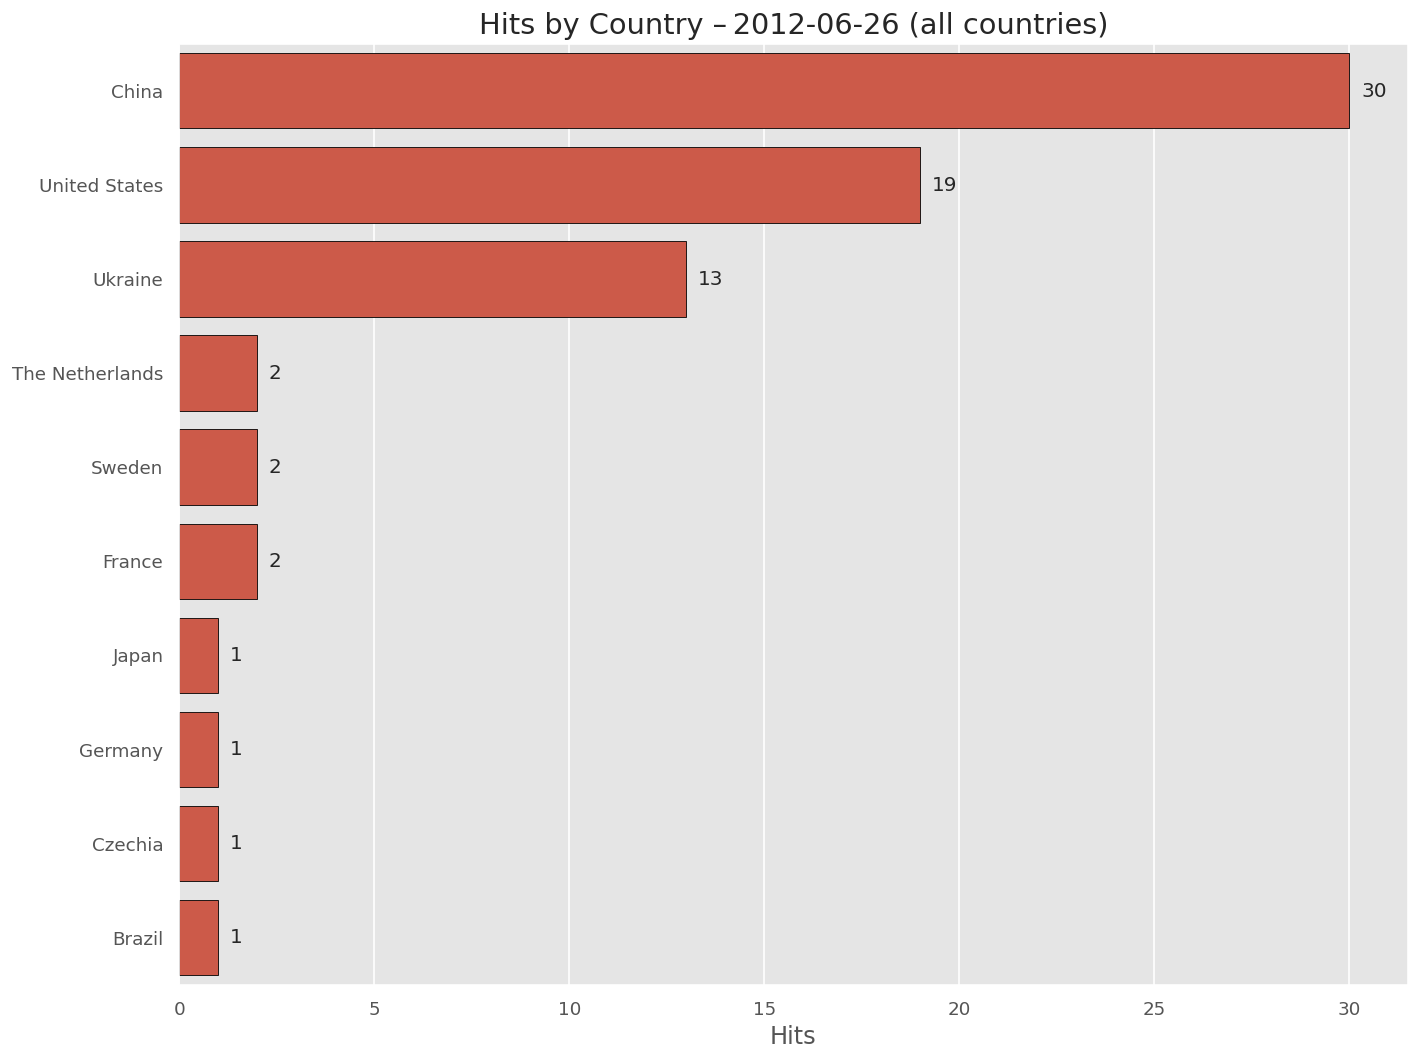 Hits by Country – 2012-06-26 (all countries)
China 30
United States 19
Ukraine 13
The Netherlands 2
Sweden 2
France 2
Japan 1
Germany 1
Czechia 1
Brazil 1
0 5 10 15 20 25 30
Hits